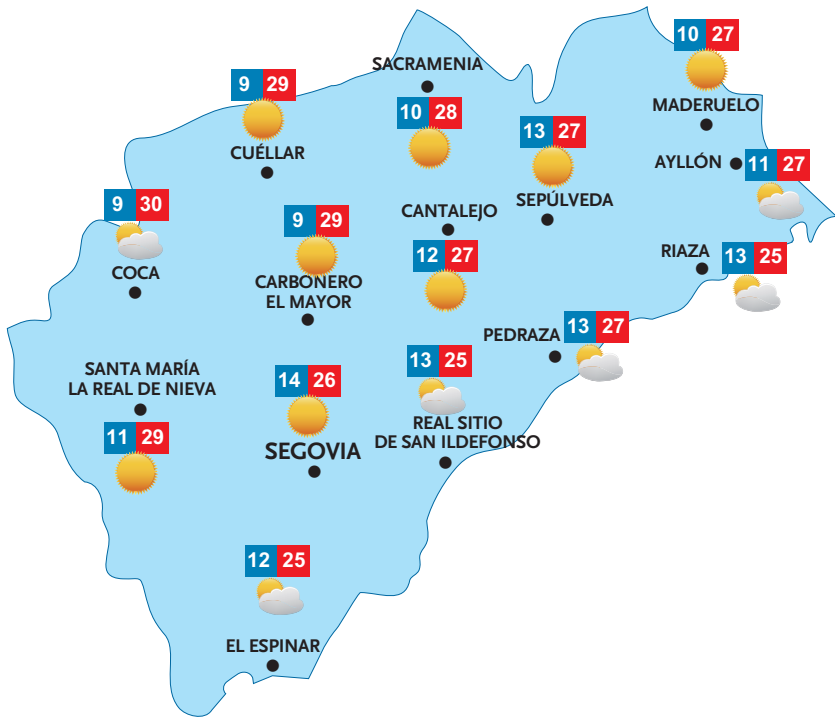 10 27
MADERUELO
SACRAMENIA
10 28
9 29
CUÉLLAR
13 27
SEPÚLVEDA
AYLLÓN
11 27
9 30
COCA
9 29
CARBONERO
EL MAYOR
CANTALEJO
12 27
RIAZA
13 25
PEDRAZA
13 27
SANTA MARÍA
LA REAL DE NIEVA
11 29
14 26
SEGOVIA
13 25
REAL SITIO
DE SAN ILDEFONSO
12 25
EL ESPINAR